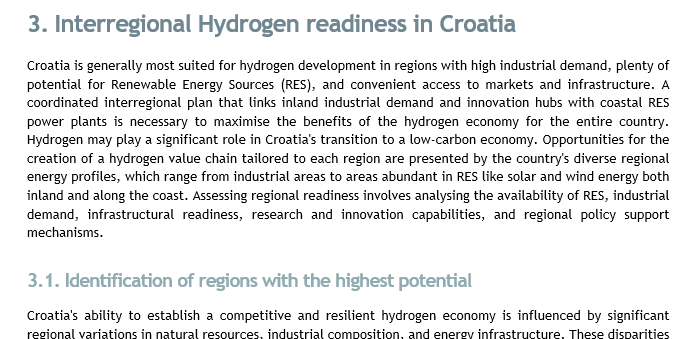 3. Interregional Hydrogen readiness in Croatia
Croatia is generally most suited for hydrogen development in regions with high industrial demand, plenty of
potential for Renewable Energy Sources (RES), and convenient access to markets and infrastructure. A
coordinated interregional plan that links inland industrial demand and innovation hubs with coastal RES
power plants is necessary to maximise the benefits of the hydrogen economy for the entire country.
Hydrogen may play a significant role in Croatia's transition to a low-carbon economy. Opportunities for the
creation of a hydrogen value chain tailored to each region are presented by the country's diverse regional
energy profiles, which range from industrial areas to areas abundant in RES like solar and wind energy both
inland and along the coast. Assessing regional readiness involves analysing the availability of RES, industrial
demand, infrastructural readiness, research and innovation capabilities, and regional policy support
mechanisms.
3.1. Identification of regions with the highest potential
Croatia's ability to establish a competitive and resilient hydrogen economy is influenced by significant
regional variations in natural resources, industrial composition, and energy infrastructure. These disparities